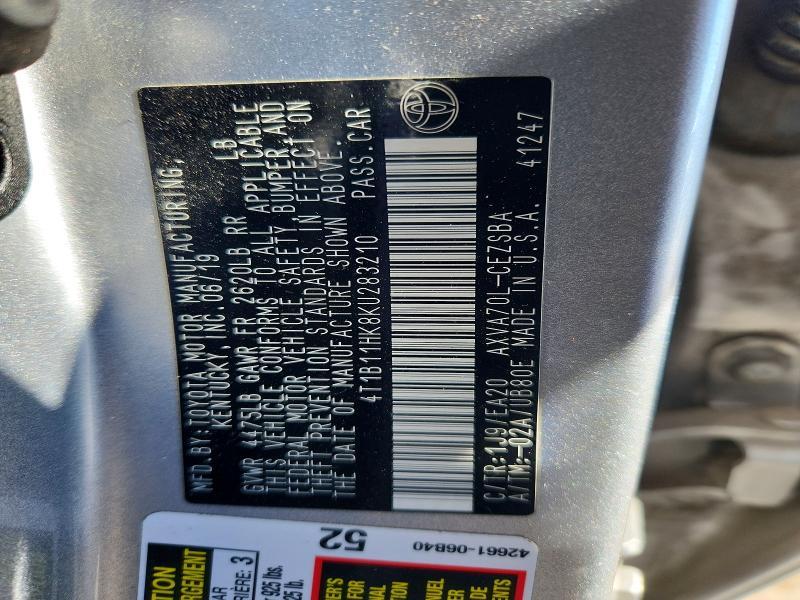 MFD.BY:TOYOTA MOTOR MANUFACTURING,
KENTUCKY, INC. 06/19
GVWR 4475LB GAWR FR 2620LB RR LB
THIS VEHICLE CONFORMS TO ALL APPLICABLE
FEDERAL MOTOR VEHICLE SAFETY, BUMPER,AND
THEFT PREVENTION STANDARDS IN EFFECT ON
THE DATE OF MANUFACTURE SHOWN ABOVE.
4T1B11HK8KU283210 PASS.CAR
C/TR:1J9/EA20 AXVA70L-CEZSBA
A/TM:-02A/UB80E MADE IN U.S.A. 41247
52
42661-06B40
3
925 lbs.